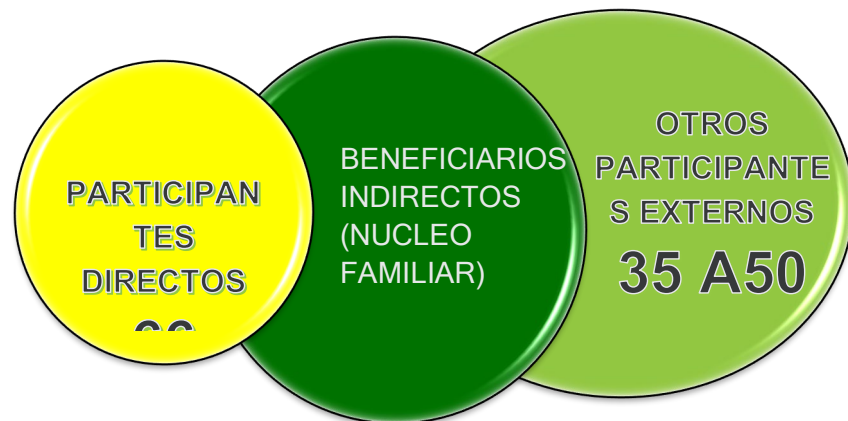 PARTICIPAN
TES
DIRECTOS
BENEFICIARIOS
INDIRECTOS
(NUCLEO
FAMILIAR)
OTROS
PARTICIPANTE
S EXTERNOS
35 A50